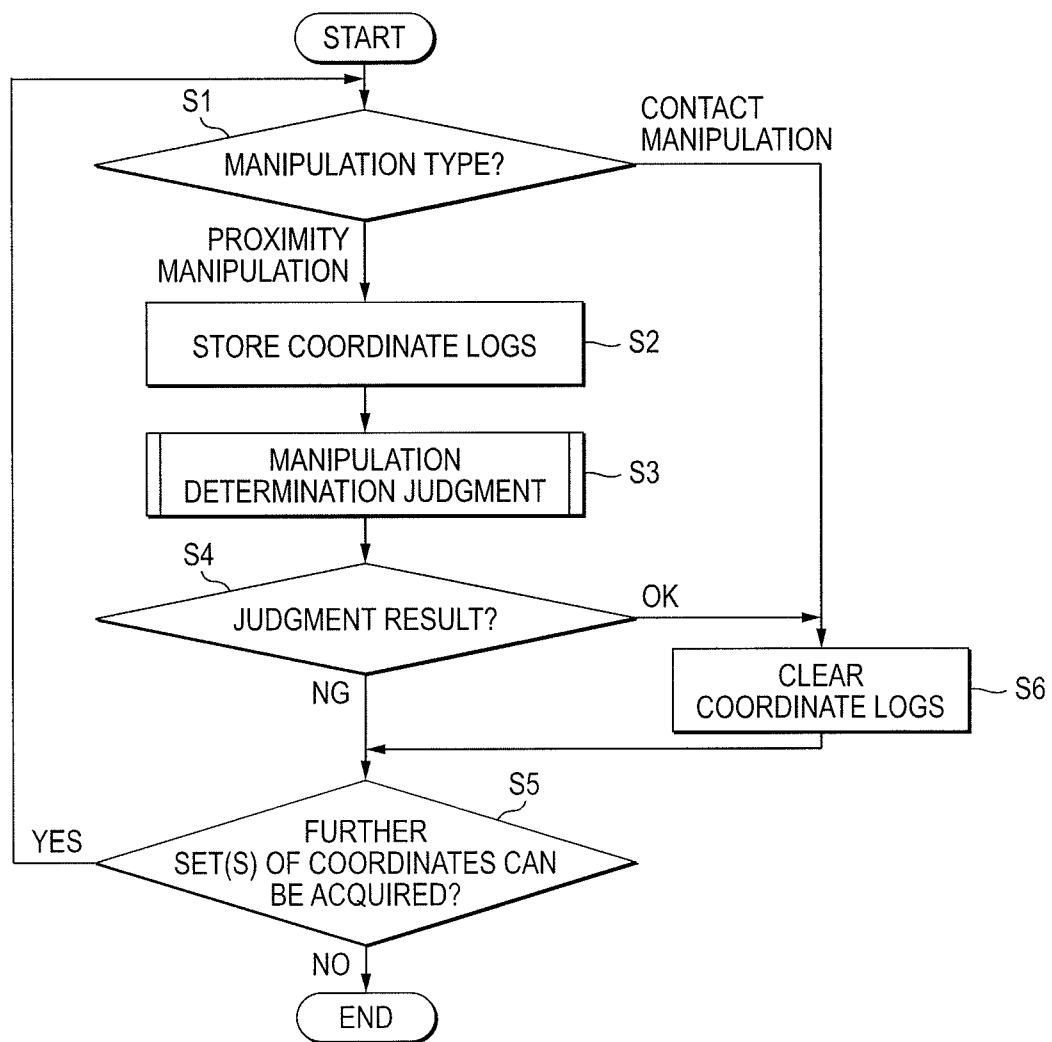 START
S1
CONTACT
MANIPULATION
MANIPULATION TYPE?
PROXIMITY
MANIPULATION
STORE COORDINATE LOGS
S2
MANIPULATION
DETERMINATION JUDGMENT
S3
S4
JUDGMENT RESULT?
OK
NG
CLEAR
COORDINATE LOGS
S6
S5
YES
FURTHER
SET(S) OF COORDINATES CAN
BE ACQUIRED?
NO
END